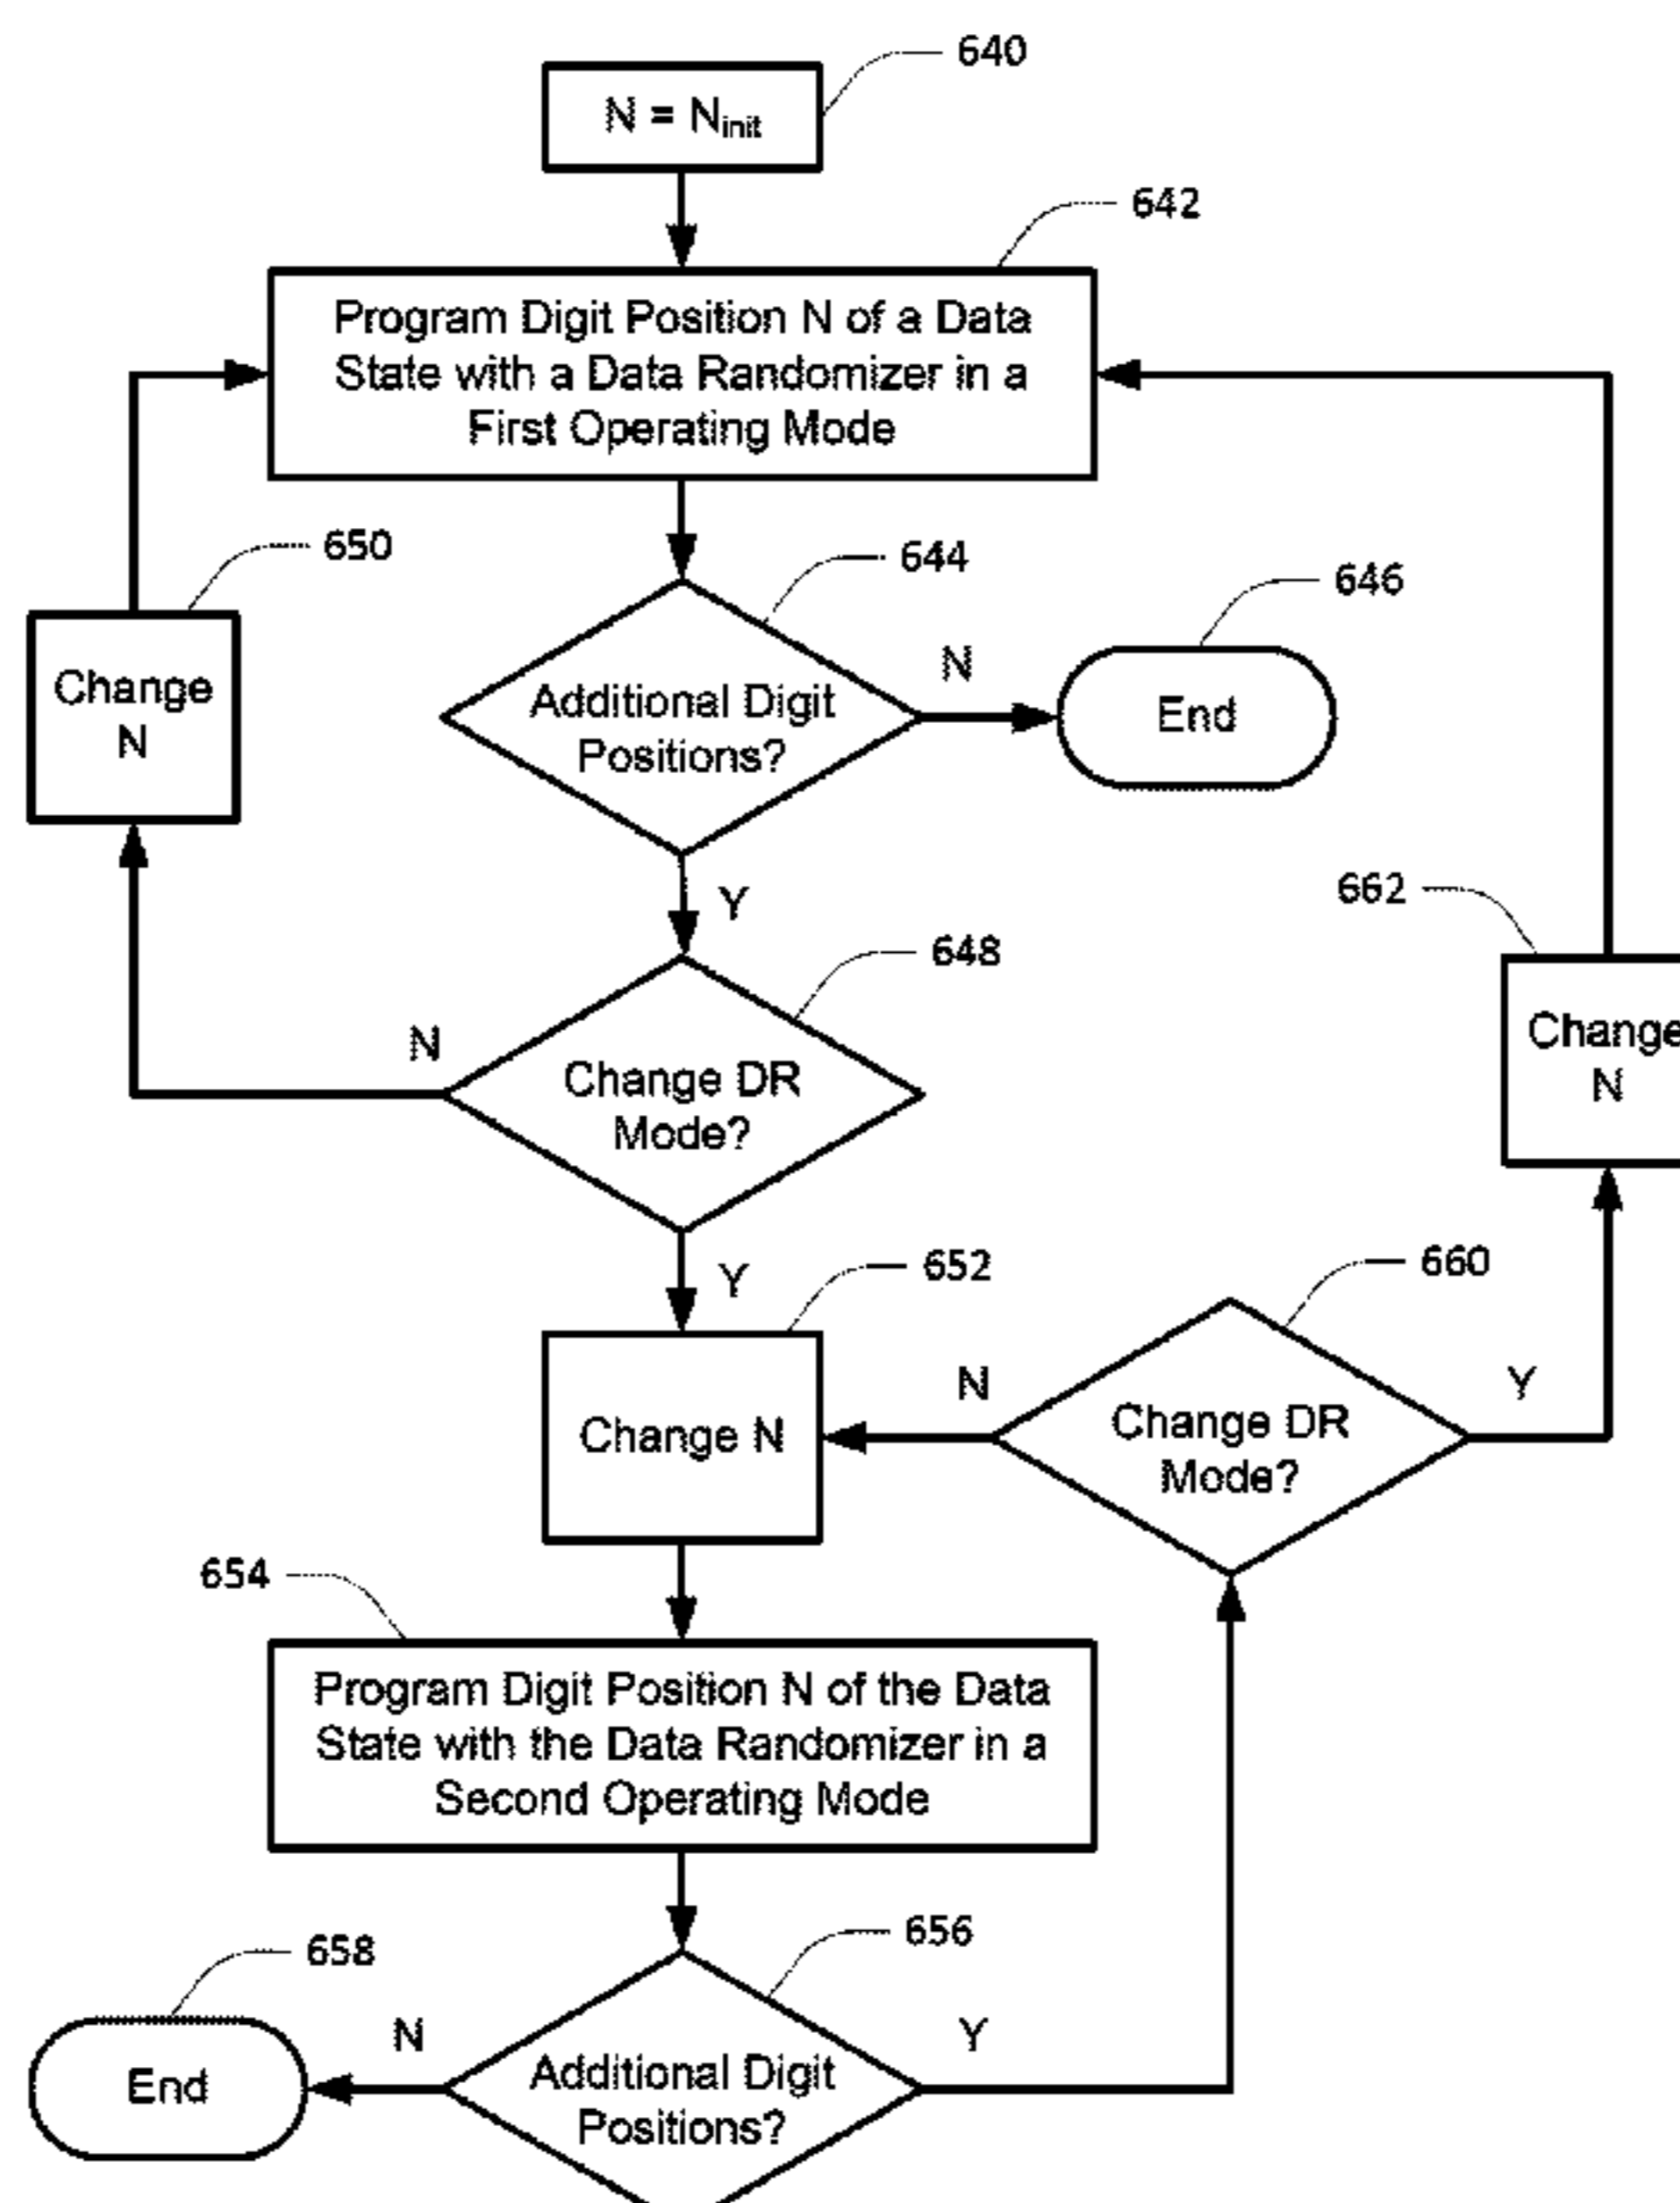 640
N = Ninit
642
Program Digit Position N of a Data
State with a Data Randomizer in a
First Operating Mode
650
644
646
Change
N
Additional Digit
Positions?
N
End
Y
662
648
N
Change DR
Mode?
Change
N
Y
652
660
Change N
N
Change DR
Mode?
Y
654
Program Digit Position N of the Data
State with the Data Randomizer in a
Second Operating Mode
658
656
End
N
Additional Digit
Positions?
Y